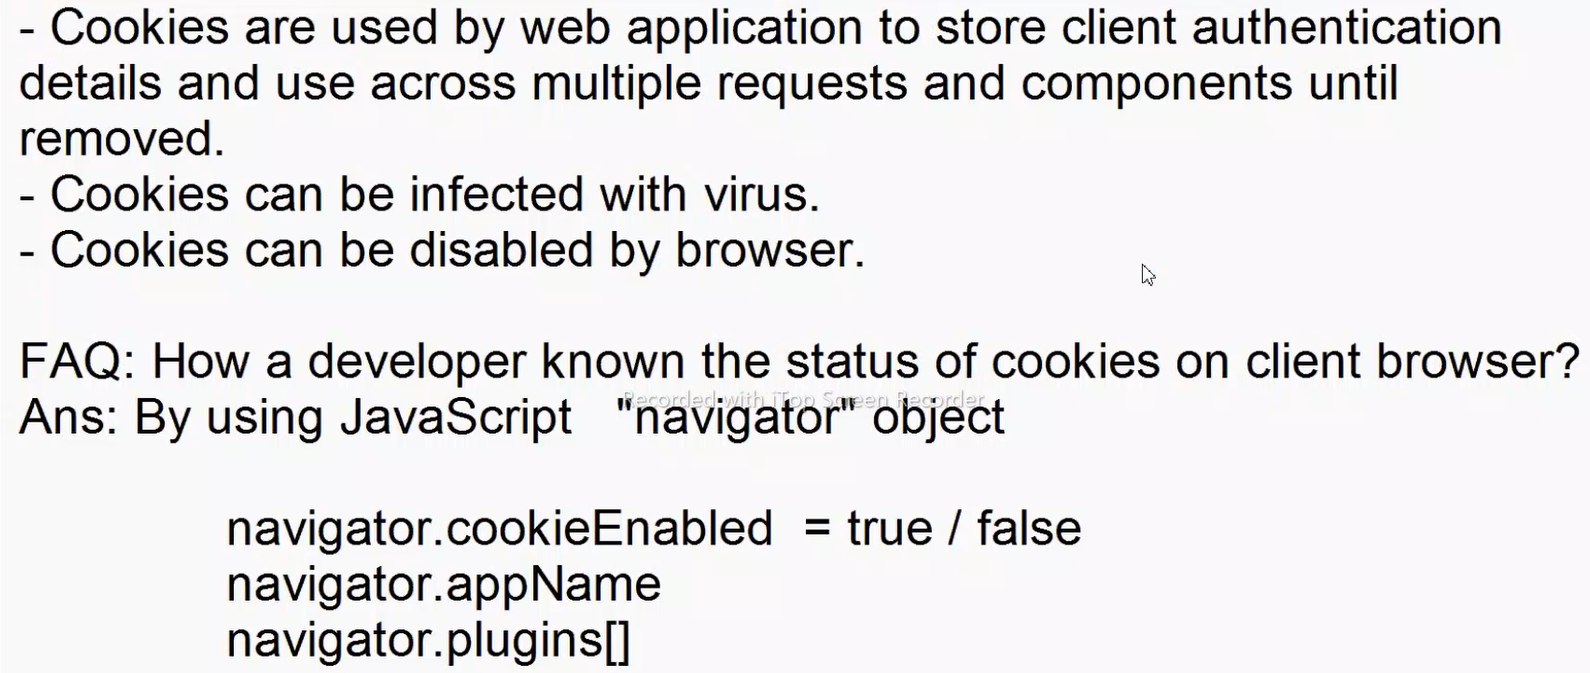 - Cookies are used by web application to store client authentication
details and use across multiple requests and components until
removed.
- Cookies can be infected with virus.
- Cookies can be disabled by browser.
FAQ: How a developer known the status of cookies on client browser?
Recorded with iTop Screen Recorder
Ans: By using JavaScript "navigator" object
navigator.cookieEnabled = true / false
navigator.appName
navigator.plugins[]